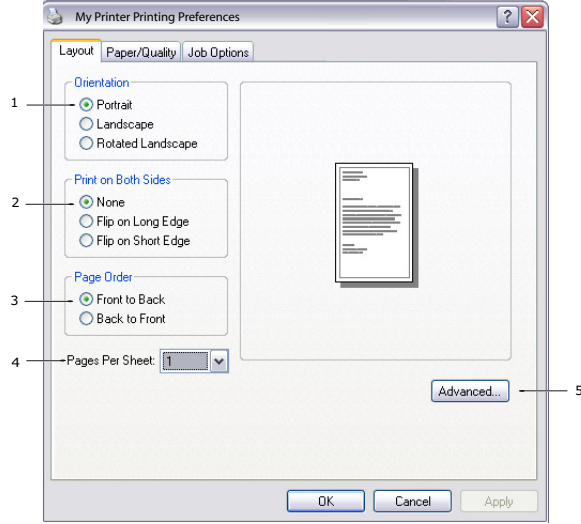 My Printer Printing Preferences
?
Layout Paper/Quality Job Options
Orientation
1 Portrait
Landscape
Rotated Landscape
Print on Both Sides
2 None
Flip on Long Edge
Flip on Short Edge
Page Order
3 Front to Back
Back to Front
4 Pages Per Sheet: 1
Advanced... 5
OK Cancel Apply